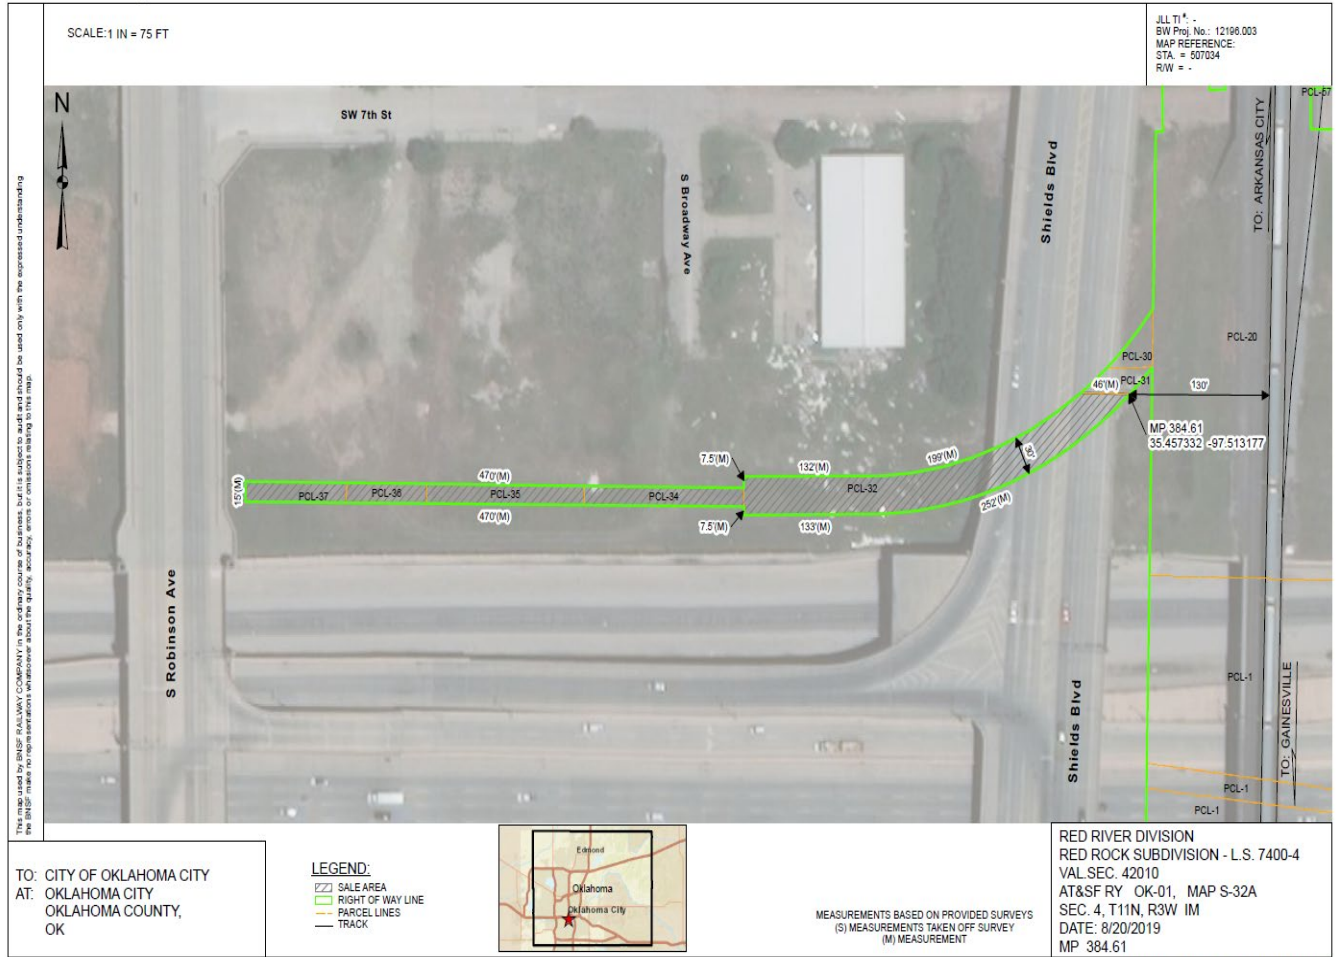 SCALE:1 IN = 75 FT
JLL TI #: -
BW Proj. No.: 12196.003
MAP REFERENCE:
STA. = 507034
R/W = -
N
SW 7th St
S Broadway Ave
Shields Blvd
TO: ARKANSAS CITY
PCL-57
PCL-20
PCL-30
PCL-31
46'(M)
130'
MP 384.61
35.457332 -97.513177
30'
199'(M)
132'(M)
7.5'(M)
470'(M)
15'(M)
PCL-37
PCL-36
PCL-35
PCL-34
PCL-32
252'(M)
470'(M)
7.5'(M)
133'(M)
S Robinson Ave
Shields Blvd
PCL-1
TO: GAINESVILLE
PCL-1
PCL-1
This map used by BNSF RAILWAY COMPANY in the ordinary course of business, but it is subject to audit and should be used only with the expressed understanding
the BNSF make no representations whatsoever about the quality, accuracy, errors or omissions relating to this map.
TO: CITY OF OKLAHOMA CITY
AT: OKLAHOMA CITY
OKLAHOMA COUNTY,
OK
LEGEND:
SALE AREA
RIGHT OF WAY LINE
PARCEL LINES
TRACK
Edmond
Oklahoma
Oklahoma City
MEASUREMENTS BASED ON PROVIDED SURVEYS
(S) MEASUREMENTS TAKEN OFF SURVEY
(M) MEASUREMENT
RED RIVER DIVISION
RED ROCK SUBDIVISION - L.S. 7400-4
VAL.SEC. 42010
AT&SF RY OK-01, MAP S-32A
SEC. 4, T11N, R3W IM
DATE: 8/20/2019
MP 384.61